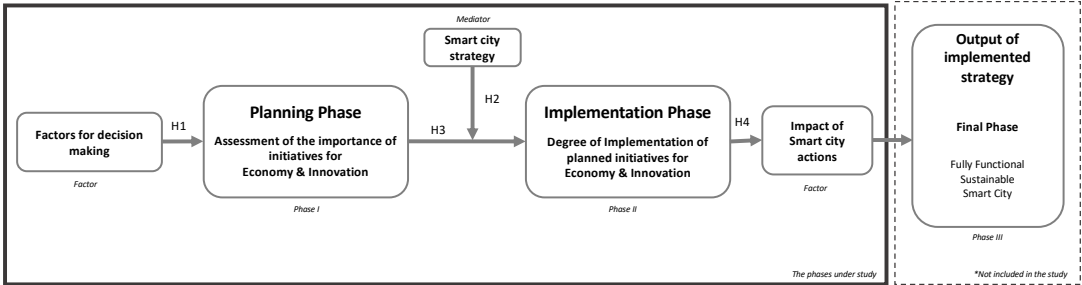 Mediator
Smart city
strategy
H2
Factors for decision
making
Factor
H1
Planning Phase
Assessment of the importance of
initiatives for
Economy & Innovation
Phase I
H3
Implementation Phase
Degree of Implementation of
planned initiatives for
Economy & Innovation
Phase II
H4
Impact of
Smart city
actions
Factor
The phases under study
Output of
implemented
strategy
Final Phase
Fully Functional
Sustainable
Smart City
Phase III
*Not included in the study